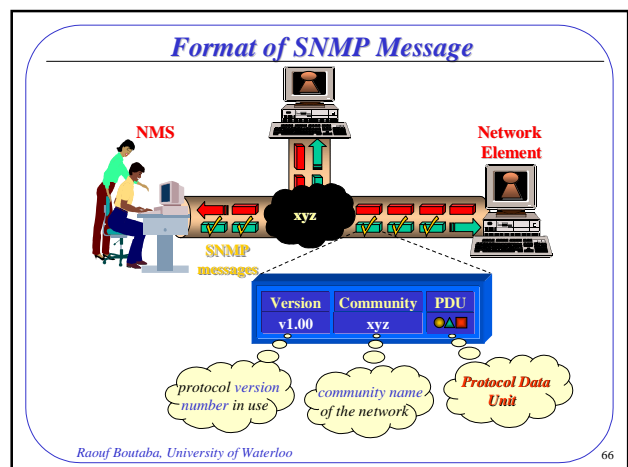 Format of SNMP Message
NMS
Network
Element
xyz
SNMP
messages
Version
v1.00
Community
xyz
PDU
protocol version
number in use
community name
of the network
Protocol Data
Unit
Raouf Boutaba, University of Waterloo
66